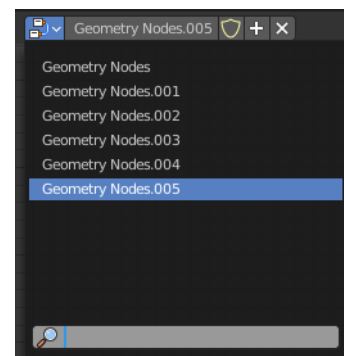 Geometry Nodes.005
Geometry Nodes
Geometry Nodes.001
Geometry Nodes.002
Geometry Nodes.003
Geometry Nodes.004
Geometry Nodes.005